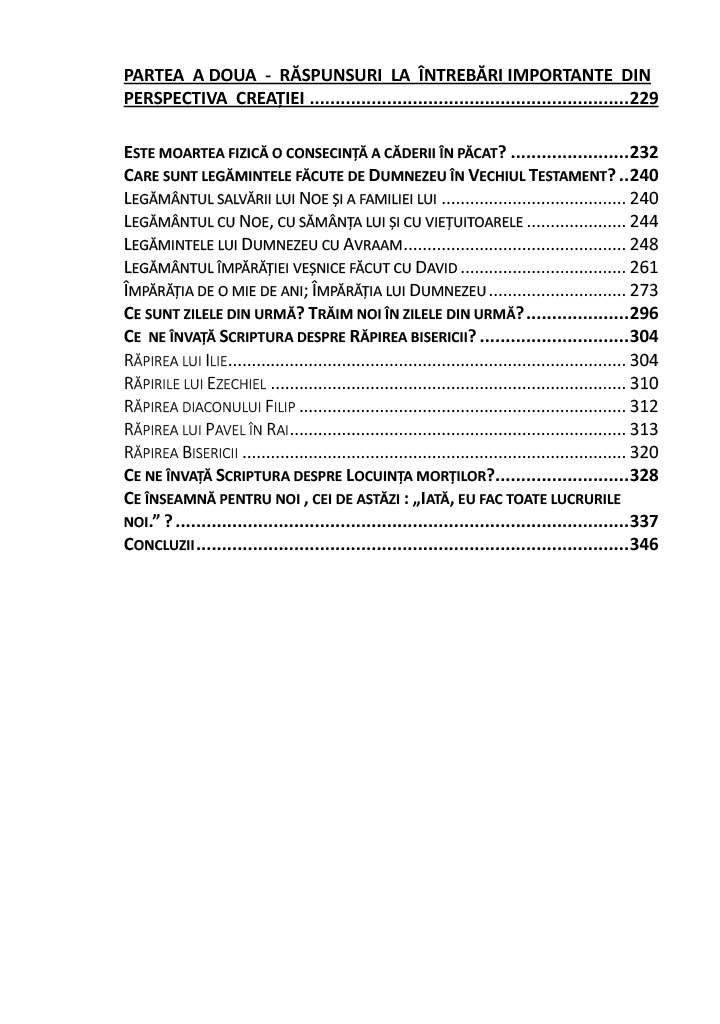 PARTEA A DOUA - RĂSPUNSURI LA ÎNTREBĂRI IMPORTANTE DIN
PERSPECTIVA CREAȚIEI ..............................................................229
ESTE MOARTEA FIZICĂ O CONSECINȚĂ A CĂDERII ÎN PĂCAT? .......................232
CARE SUNT LEGĂMINTELE FĂCUTE DE DUMNEZEU ÎN VECHIUL TESTAMENT? ..240
LEGĂMÂNTUL SALVĂRII LUI NOE ȘI A FAMILIEI LUI ..................................... 240
LEGĂMÂNTUL CU NOE, CU SĂMÂNȚA LUI ȘI CU VIEȚUITOARELE .................... 244
LEGĂMINTELE LUI DUMNEZEU CU AVRAAM............................................. 248
LEGĂMÂNTUL ÎMPĂRĂȚIEI VEȘNICE FĂCUT CU DAVID ................................. 261
ÎMPĂRĂȚIA DE O MIE DE ANI; ÎMPĂRĂȚIA LUI DUMNEZEU............................ 273
CE SUNT ZILELE DIN URMĂ? TRĂIM NOI ÎN ZILELE DIN URMĂ?....................296
CE NE ÎNVAȚĂ SCRIPTURA DESPRE RĂPIREA BISERICII? .............................304
RĂPIREA LUI ILIE................................................................................ 304
RĂPIRILE LUI EZECHIEL ....................................................................... 310
RĂPIREA DIACONULUI FILIP ................................................................. 312
RĂPIREA LUI PAVEL ÎN RAI................................................................... 313
RĂPIREA BISERICII ............................................................................. 320
CE NE ÎNVAȚĂ SCRIPTURA DESPRE LOCUINȚA MORȚILOR?..........................328
CE ÎNSEAMNĂ PENTRU NOI , CEI DE ASTĂZI : „IATĂ, EU FAC TOATE LUCRURILE
NOI.” ? ........................................................................................337
CONCLUZII....................................................................................346